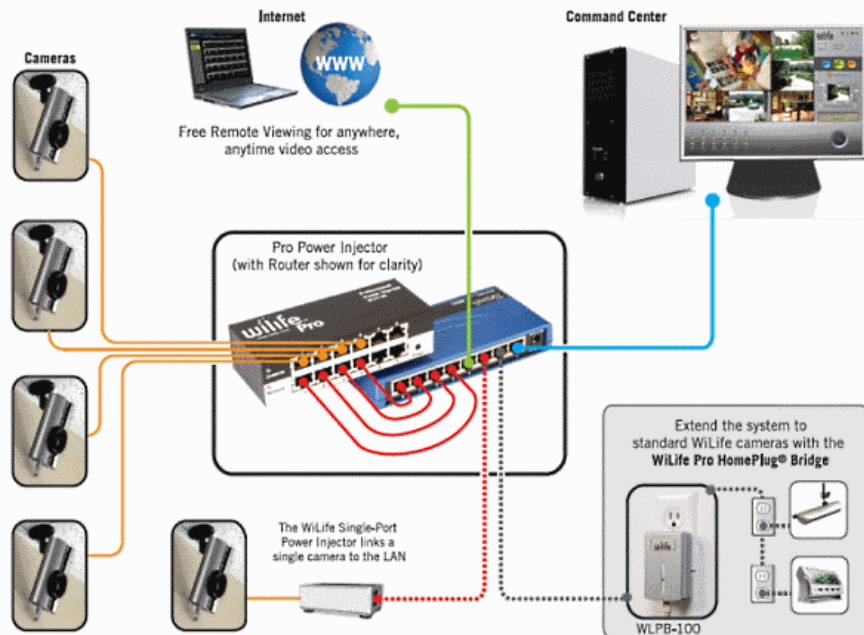 Internet
Command Center
Cameras
WWW
Free Remote Viewing for anywhere,
anytime video access
Pro Power Injector
(with Router shown for clarity)
wilife
Pro
Extend the system to
standard WiLife cameras with the
WiLife Pro HomePlug® Bridge
The WiLife Single-Port
Power Injector links a
single camera to the LAN
wilife
WLPB-100